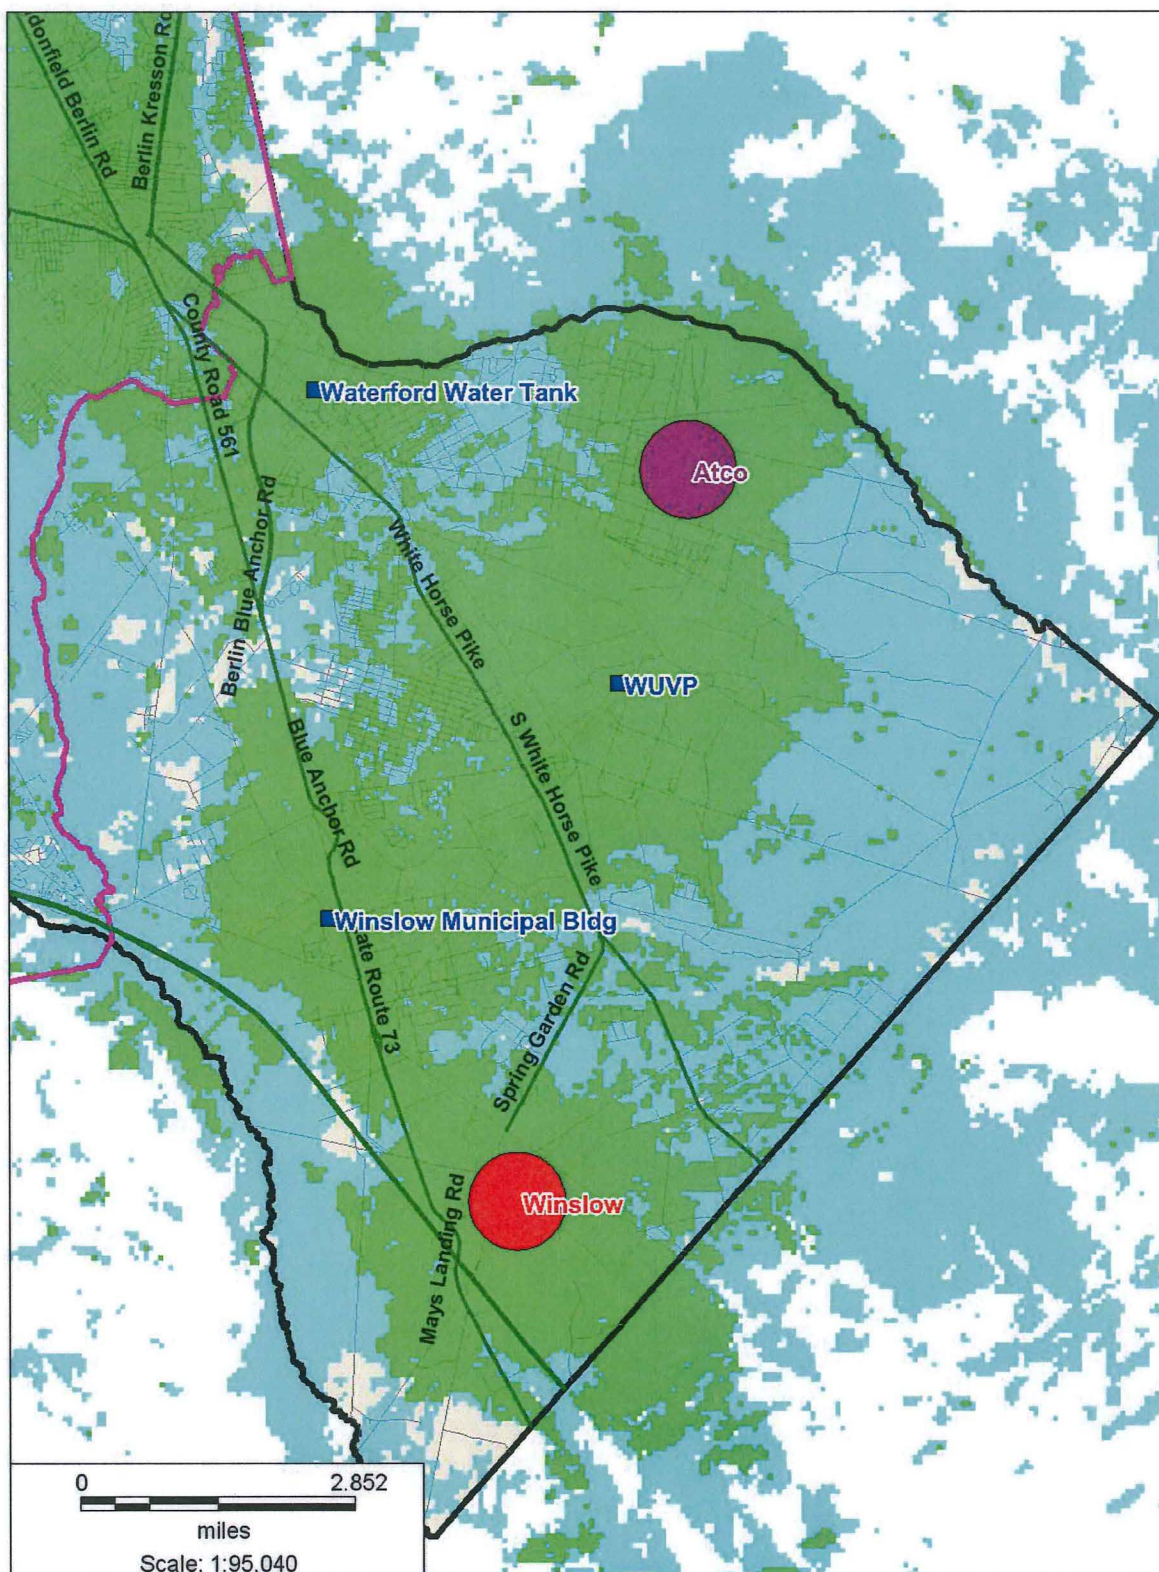 donfield Berlin Rd
Berlin Kresson Ro
County Road 561
Waterford Water Tank
Atco
Berlin Blue Anchor Rd
White Horse Pike
WUVP
S White Horse Pike
Blue Anchor Rd
Winslow Municipal Bldg
ate Route 73
Spring Garden Rd
Winslow
Mays Landing Rd
0 2.852
miles
Scale: 1:95,040